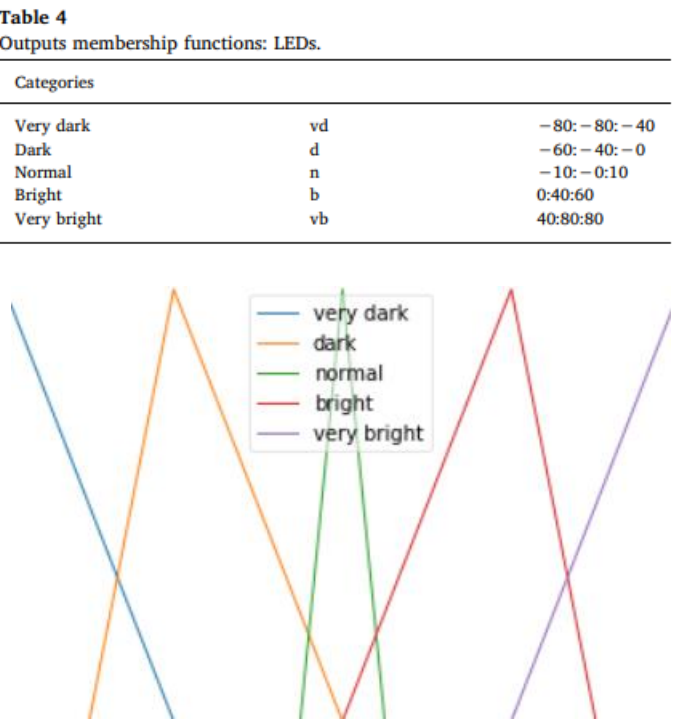 Table 4
Outputs membership functions: LEDs.
Categories
Very dark vd −80:−80:−40
Dark d −60:−40:−0
Normal n −10:−0:10
Bright b 0:40:60
Very bright vb 40:80:80
very dark
dark
normal
bright
very bright